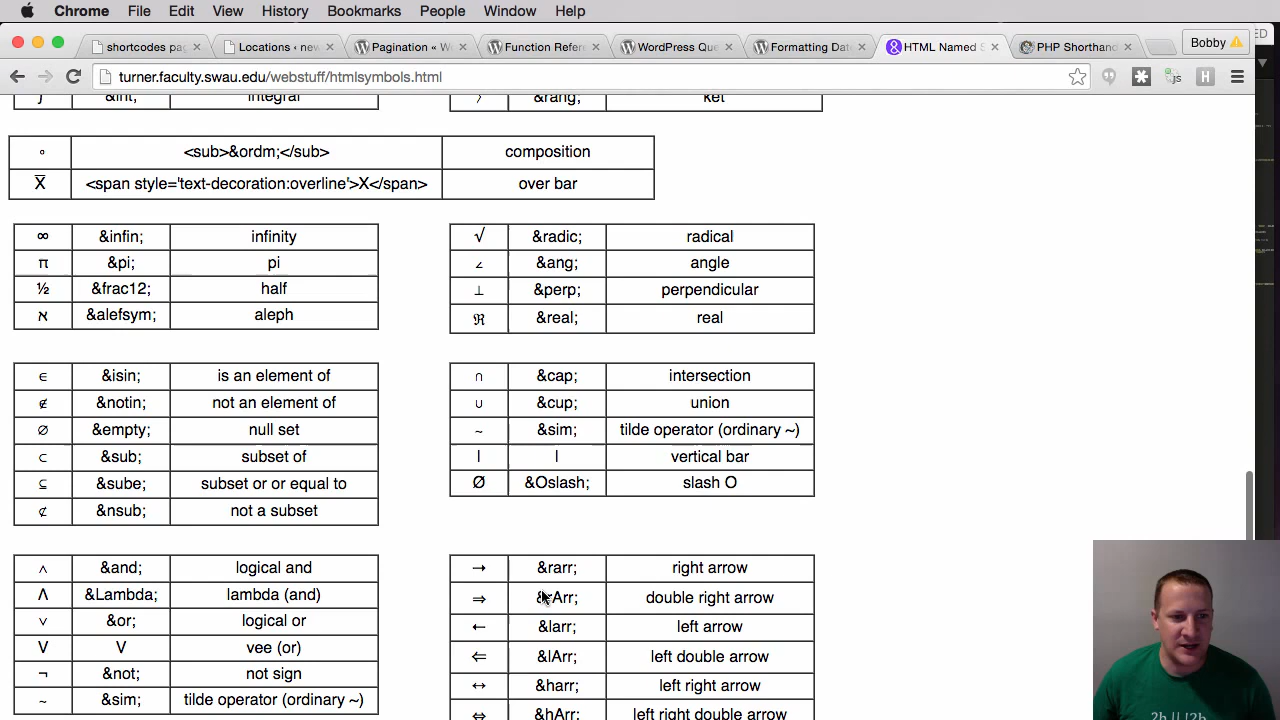 Chrome File Edit View History Bookmarks People Window Help
shortcodes pag Locations ‹ new Pagination « W Function Refer WordPress Que Formatting Dat HTML Named S PHP Shorthand Bobby
turner.faculty.swau.edu/webstuff/htmlsymbols.html
∫ &int; integral
〉 &rang; ket
º <sub>&ordm;</sub> composition
X̅ <span style='text-decoration:overline'>X</span> over bar
∞ &infin; infinity
π &pi; pi
½ &frac12; half
ℵ &alefsym; aleph
√ &radic; radical
∠ &ang; angle
⊥ &perp; perpendicular
ℜ &real; real
∈ &isin; is an element of
∉ &notin; not an element of
∅ &empty; null set
⊂ &sub; subset of
⊆ &sube; subset or or equal to
⊄ &nsub; not a subset
∩ &cap; intersection
∪ &cup; union
∼ &sim; tilde operator (ordinary ~)
| | vertical bar
Ø &Oslash; slash O
∧ &and; logical and
Λ &Lambda; lambda (and)
∨ &or; logical or
V V vee (or)
¬ &not; not sign
∼ &sim; tilde operator (ordinary ~)
→ &rarr; right arrow
⇒ &rArr; double right arrow
← &larr; left arrow
⇐ &lArr; left double arrow
↔ &harr; left right arrow
⇔ &hArr; left right double arrow